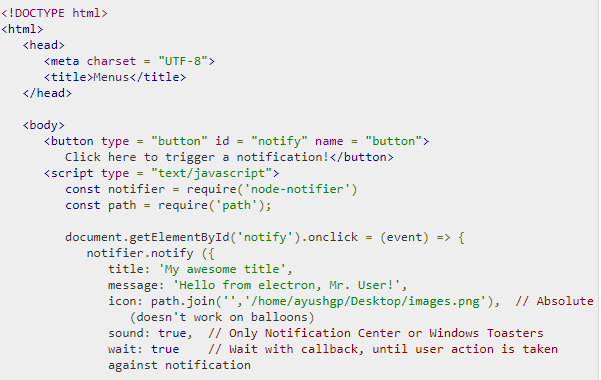 <!DOCTYPE html>
<html>
   <head>
      <meta charset = "UTF-8">
      <title>Menus</title>
   </head>

   <body>
      <button type = "button" id = "notify" name = "button">
         Click here to trigger a notification!</button>
      <script type = "text/javascript">
         const notifier = require('node-notifier')
         const path = require('path');

         document.getElementById('notify').onclick = (event) => {
            notifier.notify ({
               title: 'My awesome title',
               message: 'Hello from electron, Mr. User!',
               icon: path.join('','/home/ayushgp/Desktop/images.png'),  // Absolute
                  (doesn't work on balloons)
               sound: true,  // Only Notification Center or Windows Toasters
               wait: true    // Wait with callback, until user action is taken
               against notification